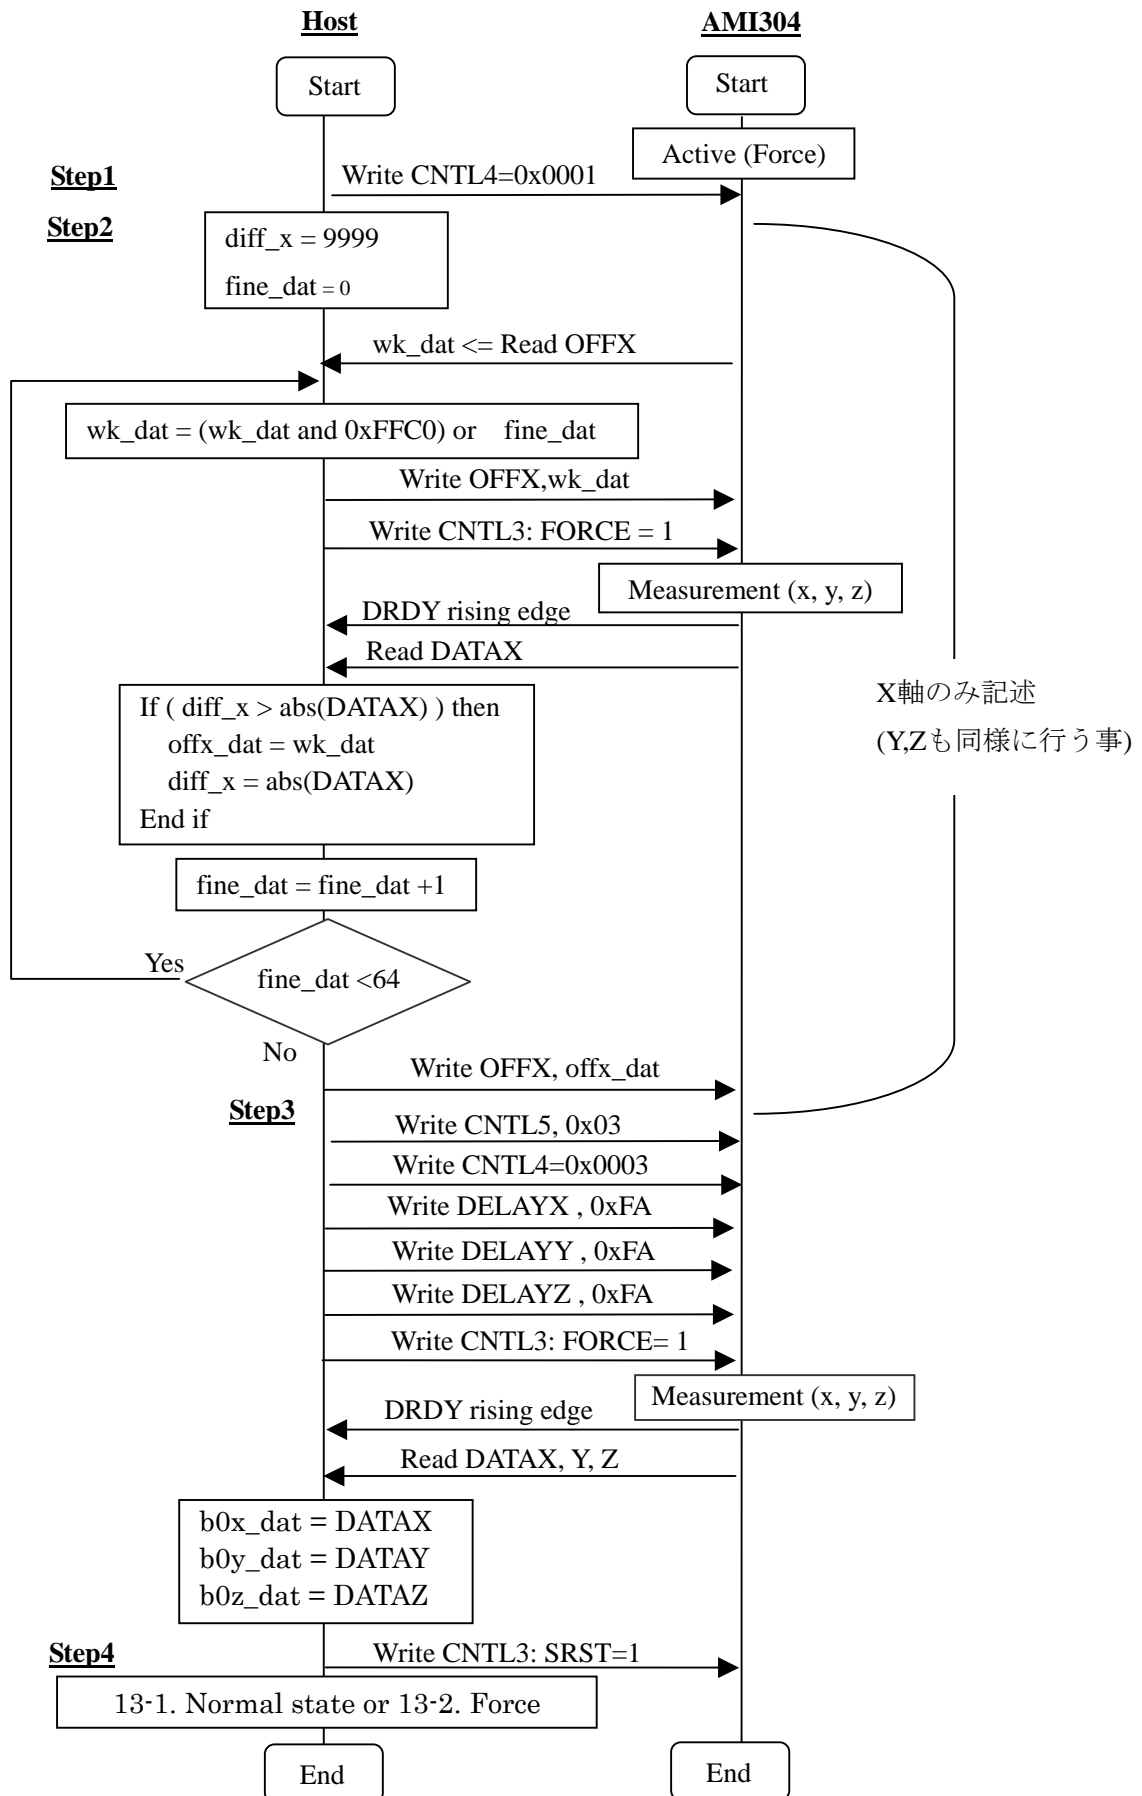 Host
AMI304
Start
Start
Active (Force)
Step1
Write CNTL4=0x0001
Step2
diff_x = 9999
fine_dat = 0
wk_dat <= Read OFFX
wk_dat = (wk_dat and 0xFFC0) or fine_dat
Write OFFX,wk_dat
Write CNTL3: FORCE = 1
Measurement (x, y, z)
DRDY rising edge
Read DATAX
If ( diff_x > abs(DATAX) ) then
offx_dat = wk_dat
diff_x = abs(DATAX)
End if
X軸のみ記述
(Y,Zも同様に行う事)
fine_dat = fine_dat +1
Yes
fine_dat <64
No
Write OFFX, offx_dat
Step3
Write CNTL5, 0x03
Write CNTL4=0x0003
Write DELAYX , 0xFA
Write DELAYY , 0xFA
Write DELAYZ , 0xFA
Write CNTL3: FORCE= 1
Measurement (x, y, z)
DRDY rising edge
Read DATAX, Y, Z
b0x_dat = DATAX
b0y_dat = DATAY
b0z_dat = DATAZ
Step4
Write CNTL3: SRST=1
13-1. Normal state or 13-2. Force
End
End